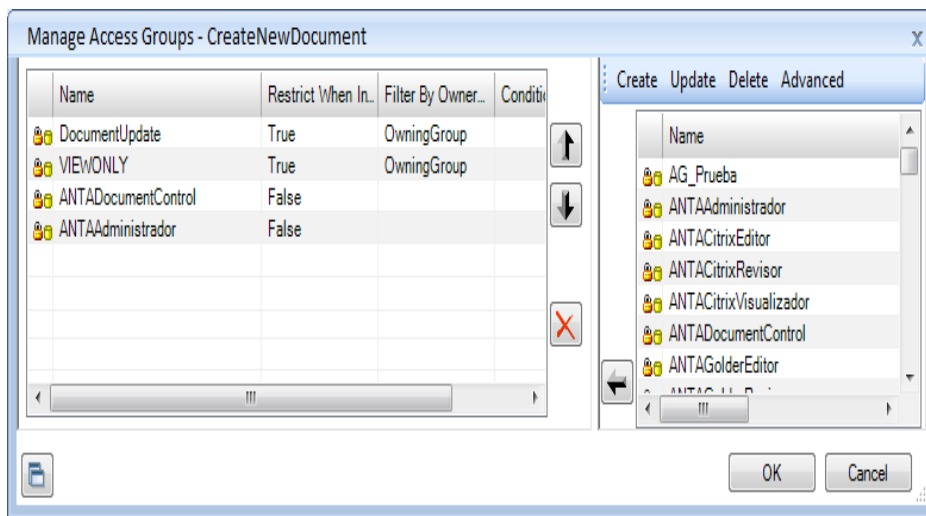 Manage Access Groups - CreateNewDocument
Name Restrict When In... Filter By Owner... Conditic
DocumentUpdate True OwningGroup
VIEWONLY True OwningGroup
ANTADocumentControl False
ANTAAdministrador False
Create Update Delete Advanced
Name
AG_Prueba
ANTAAdministrador
ANTACitrixEditor
ANTACitrixRevisor
ANTACitrixVisualizador
ANTADocumentControl
ANTAGolderEditor
OK Cancel